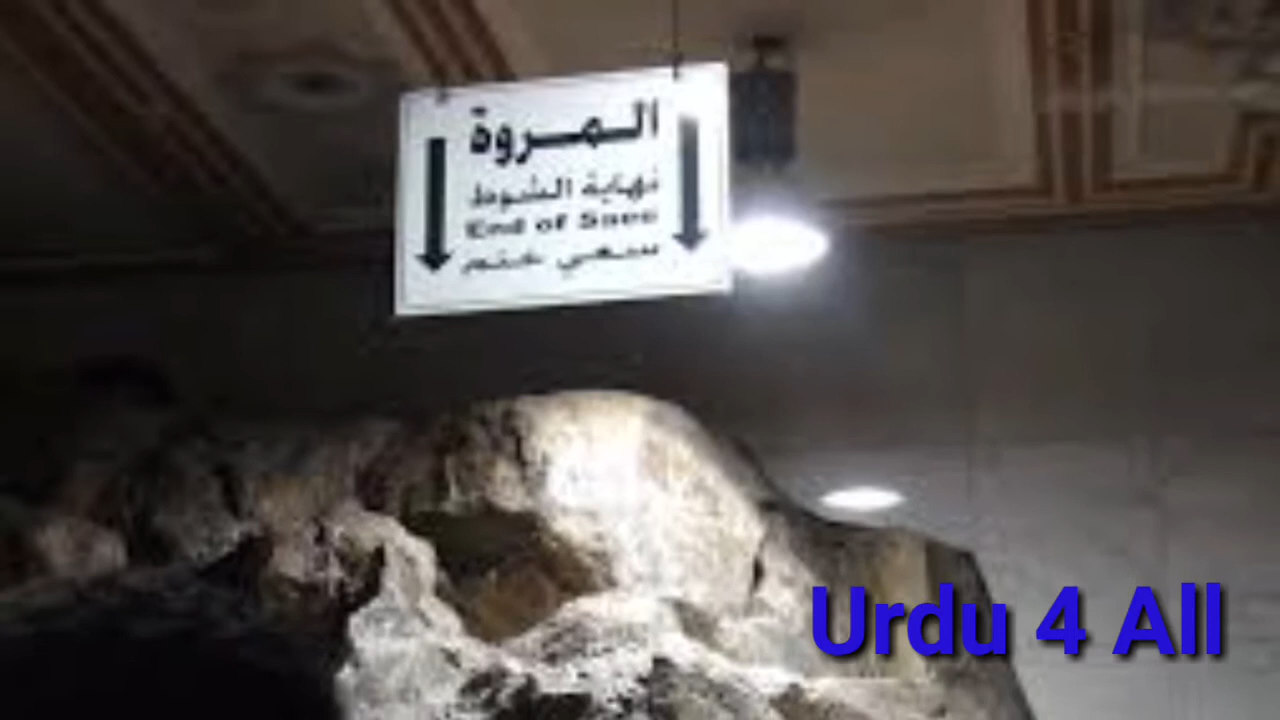 المروة
نهاية الشوط
End of Saee
سعي ختم
Urdu 4 All